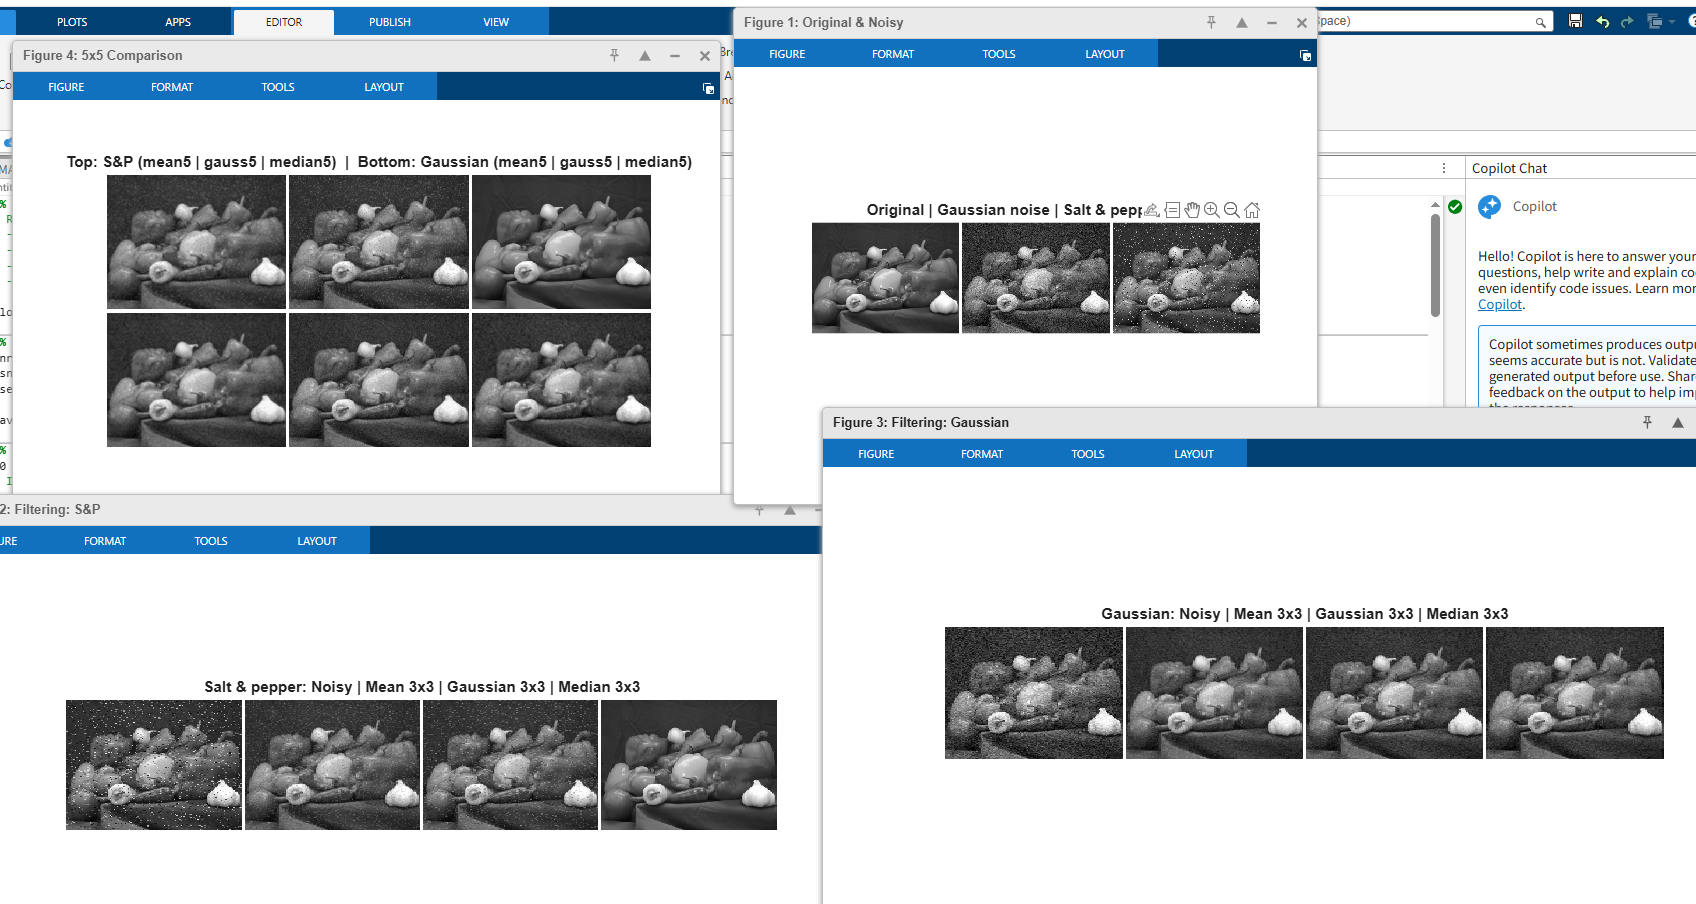 PLOTS APPS EDITOR PUBLISH VIEW
Figure 4: 5x5 Comparison
FIGURE FORMAT TOOLS LAYOUT
Top: S&P (mean5 | gauss5 | median5) | Bottom: Gaussian (mean5 | gauss5 | median5)
Figure 1: Original & Noisy
FIGURE FORMAT TOOLS LAYOUT
Original | Gaussian noise | Salt & pepp
pace)
Copilot Chat
Copilot
Hello! Copilot is here to answer your
questions, help write and explain co
even identify code issues. Learn mor
Copilot.
Copilot sometimes produces outpu
seems accurate but is not. Validate
generated output before use. Shar
feedback on the output to help imp
2: Filtering: S&P
URE FORMAT TOOLS LAYOUT
Salt & pepper: Noisy | Mean 3x3 | Gaussian 3x3 | Median 3x3
Figure 3: Filtering: Gaussian
FIGURE FORMAT TOOLS LAYOUT
Gaussian: Noisy | Mean 3x3 | Gaussian 3x3 | Median 3x3